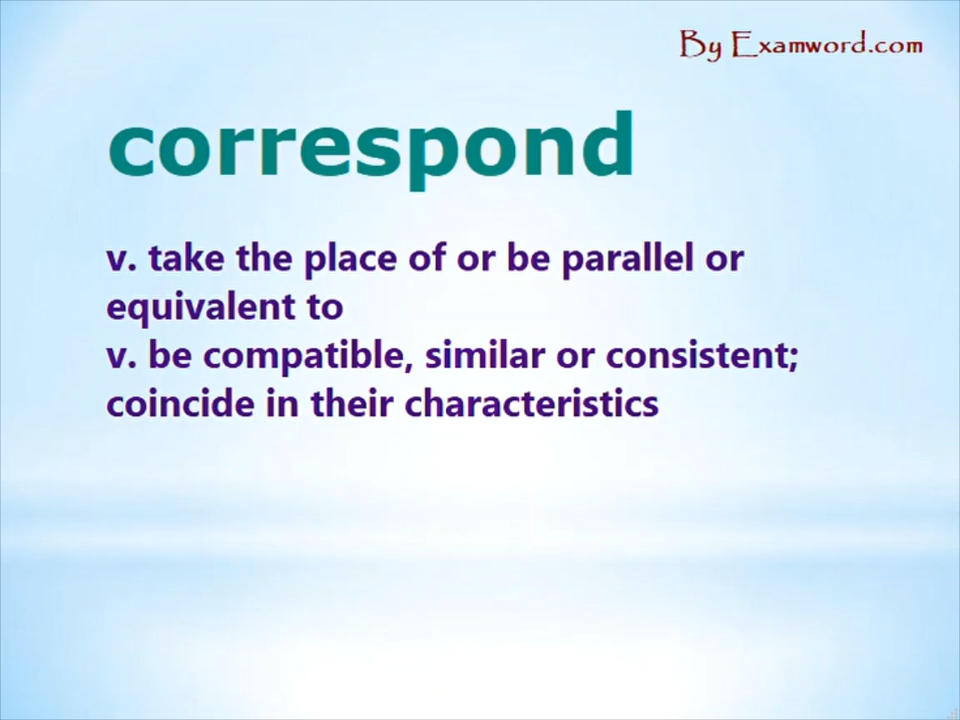 By Examword.com
correspond
v. take the place of or be parallel or
equivalent to
v. be compatible, similar or consistent;
coincide in their characteristics